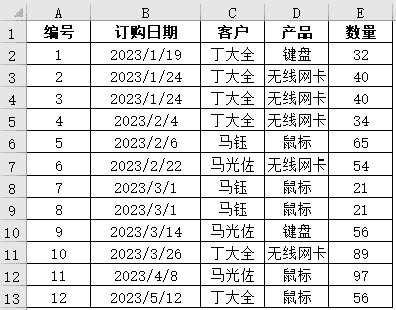 A B C D E
1 编号 订购日期 客户 产品 数量
2 1 2023/1/19 丁大全 键盘 32
3 2 2023/1/24 丁大全 无线网卡 40
4 3 2023/1/24 丁大全 无线网卡 40
5 4 2023/2/4 丁大全 无线网卡 34
6 5 2023/2/6 马钰 鼠标 65
7 6 2023/2/22 马光佐 无线网卡 54
8 7 2023/3/1 马钰 鼠标 21
9 8 2023/3/1 马钰 鼠标 21
10 9 2023/3/14 马光佐 键盘 56
11 10 2023/3/26 丁大全 无线网卡 89
12 11 2023/4/8 马光佐 鼠标 97
13 12 2023/5/12 丁大全 鼠标 56